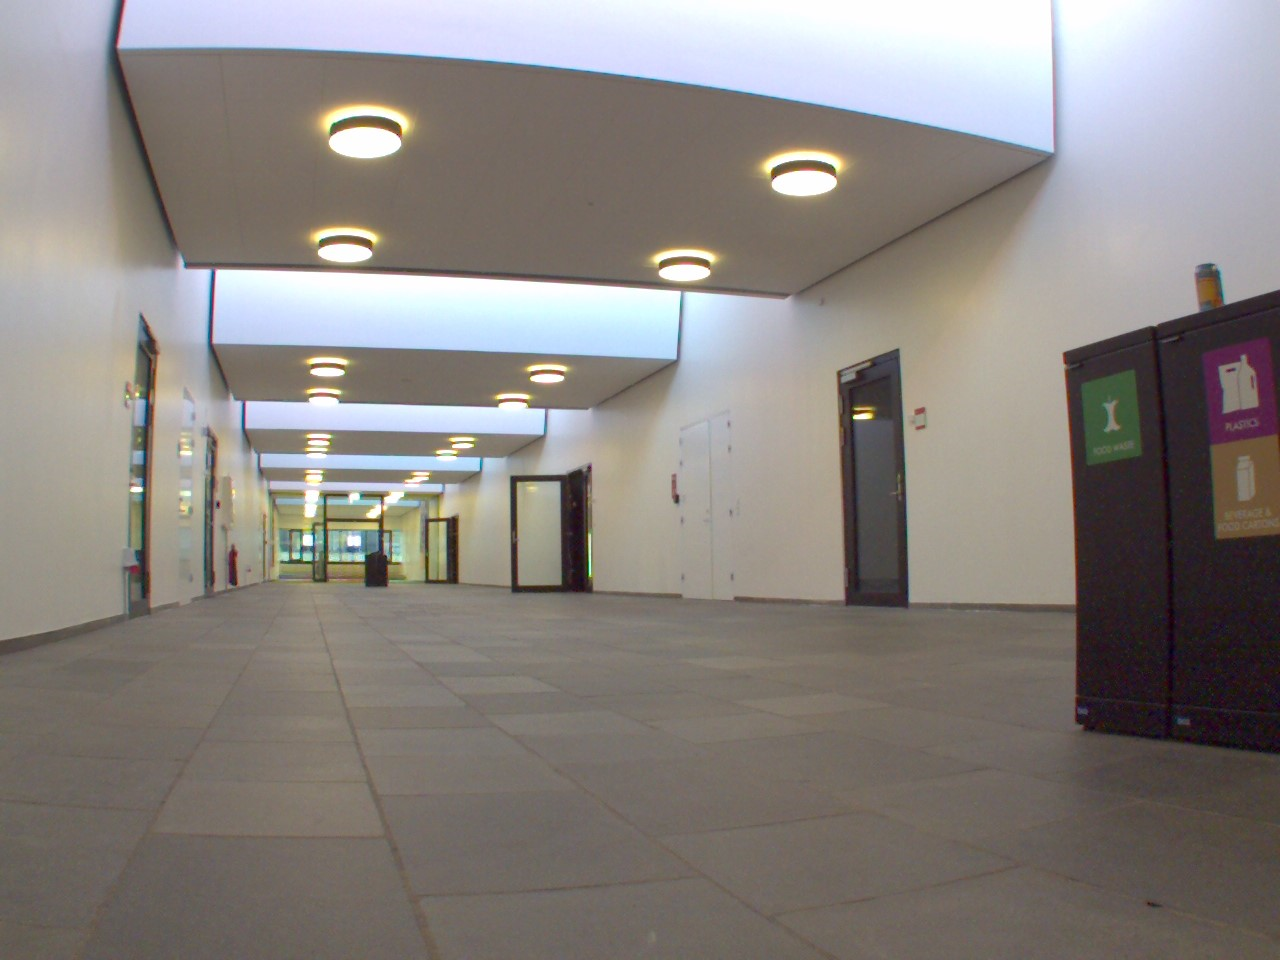 FOOD WASTE
PLASTICS
BEVERAGE &
FOOD CARTONS